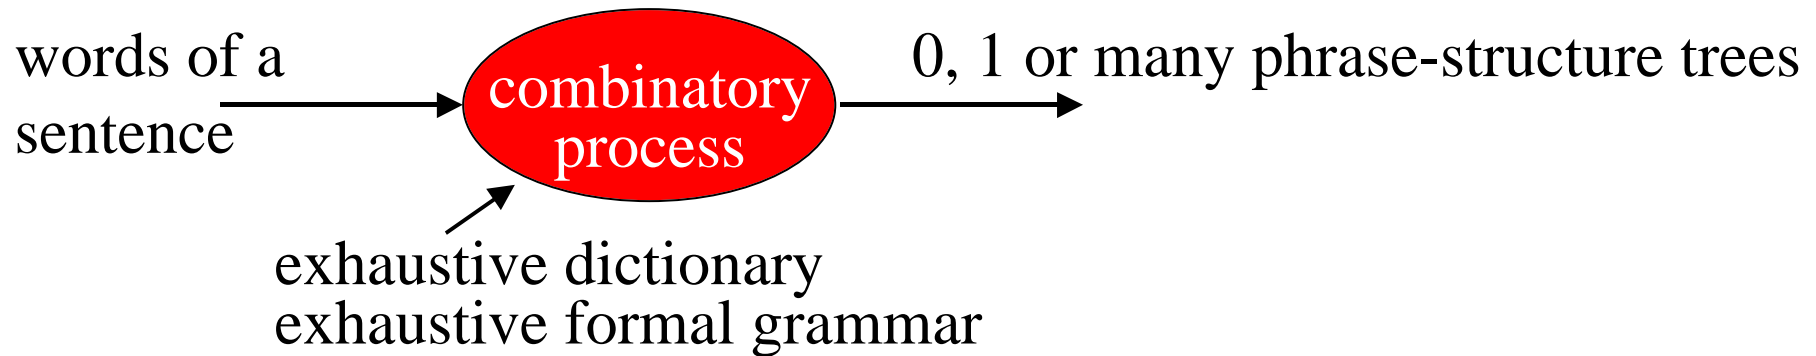 words of a
sentence
combinatory
process
0, 1 or many phrase-structure trees
exhaustive dictionary
exhaustive formal grammar